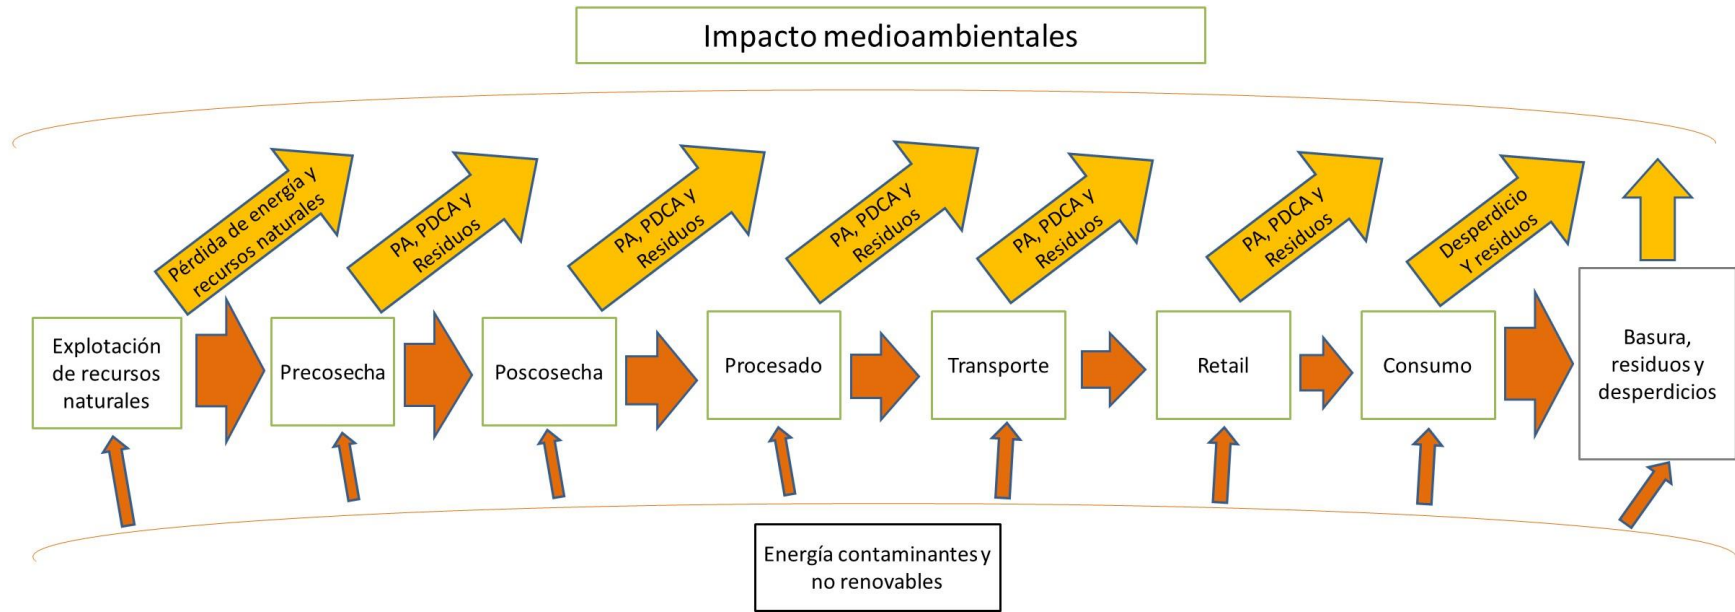 Impacto medioambientales
Pérdida de energía y
recursos naturales
PA, PDCA y
Residuos
PA, PDCA y
Residuos
PA, PDCA y
Residuos
PA, PDCA y
Residuos
PA, PDCA y
Residuos
Desperdicio
Y residuos
Explotación
de recursos
naturales
Precosecha
Poscosecha
Procesado
Transporte
Retail
Consumo
Basura,
residuos y
desperdicios
Energía contaminantes y
no renovables